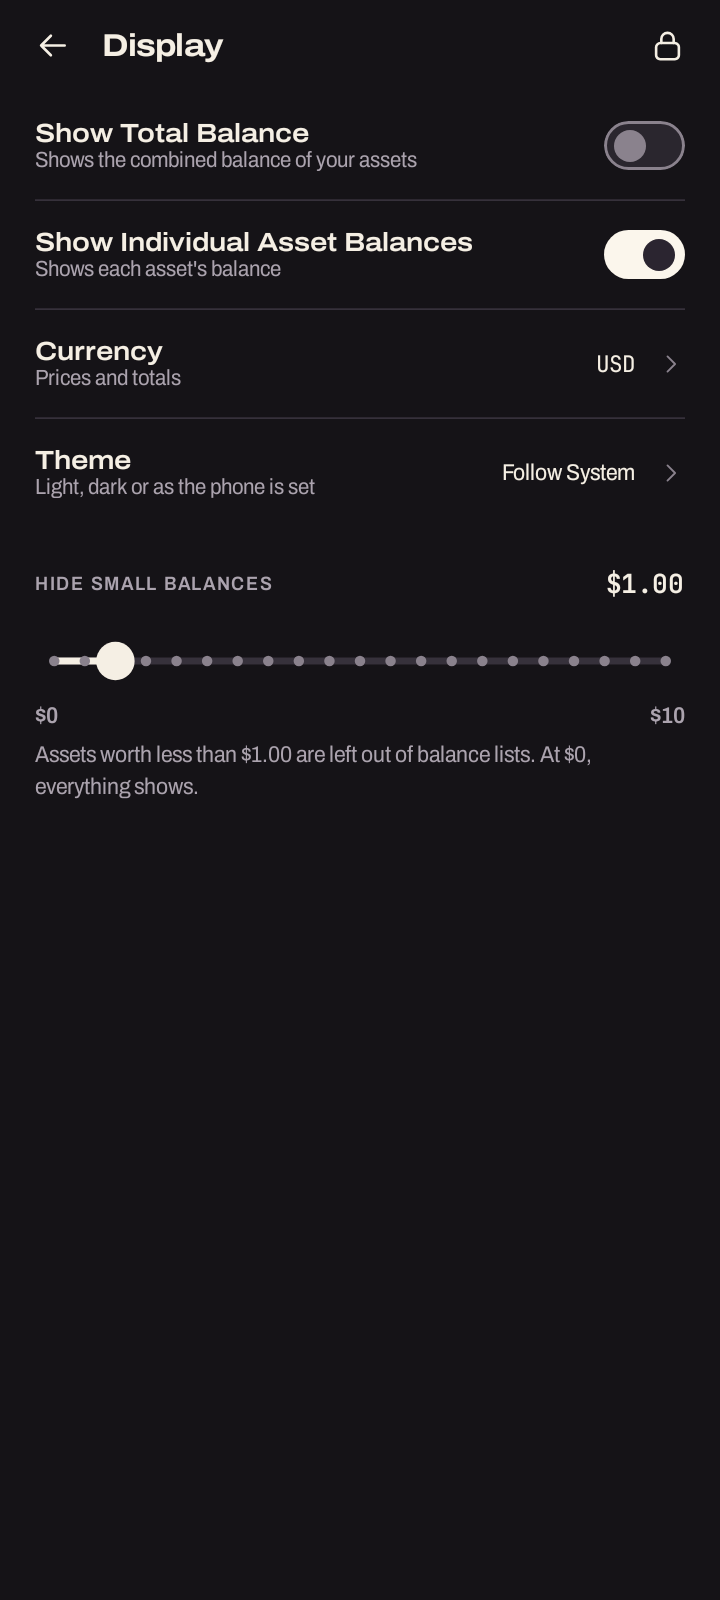 Display
Show Total Balance
Shows the combined balance of your assets
Show Individual Asset Balances
Shows each asset's balance
Currency
Prices and totals
USD
Theme
Light, dark or as the phone is set
Follow System
HIDE SMALL BALANCES
$1.00
$0
$10
Assets worth less than $1.00 are left out of balance lists. At $0,
everything shows.